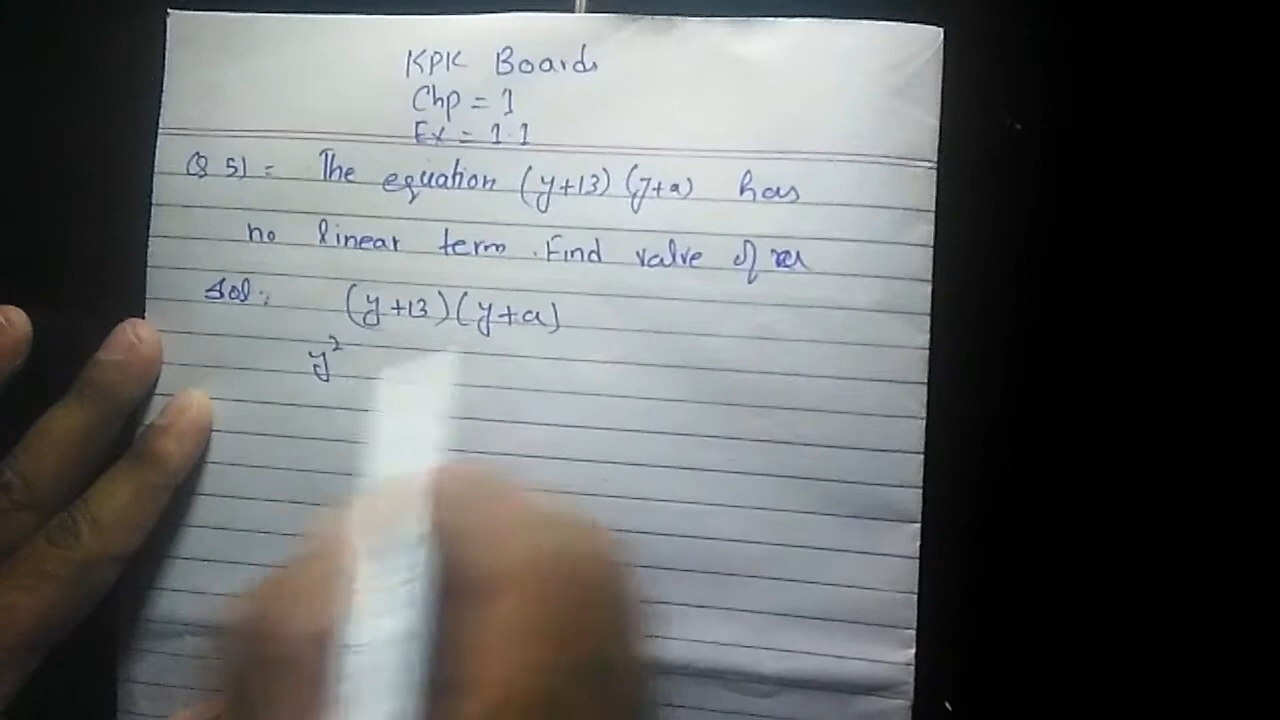 KPK Board
Chp = 1
Ex = 1.1
Q 5) = The equation (y+13) (y+a) has
no linear term . Find value of
Sol: (y+13)(y+a)
y²